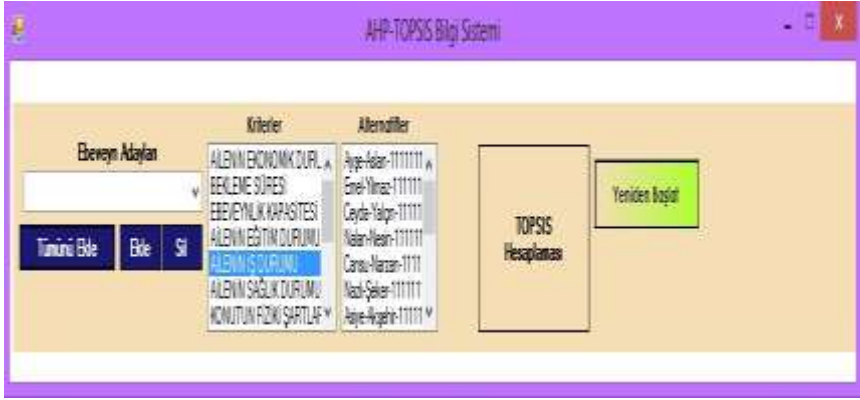 AHP-TOPSIS Bilgi Sistemi
X
Ebeveyn Adayları
Tümünü Ekle
Ekle
Sil
Kriterler
AİLENİN EKONOMİK DURU
BEKLEME SÜRESİ
EBEVEYNLİK KAPASİTESİ
AİLENİN EĞİTİM DURUMU
AİLENİN İŞ DURUMU
AİLENİN SAĞLIK DURUMU
KONUTUN FİZİKİ ŞARTLAR
Alternatifler
Ayşe-Aslan-1111111
Emel-Yılmaz-111111
Ceyda-Yalçın-11111
Nalan-Nesin-111111
Cansu-Narzan-1111
Nazlı-Şeker-111111
Asiye-Akşehir-11111
TOPSIS
Hesaplaması
Yeniden Başlat